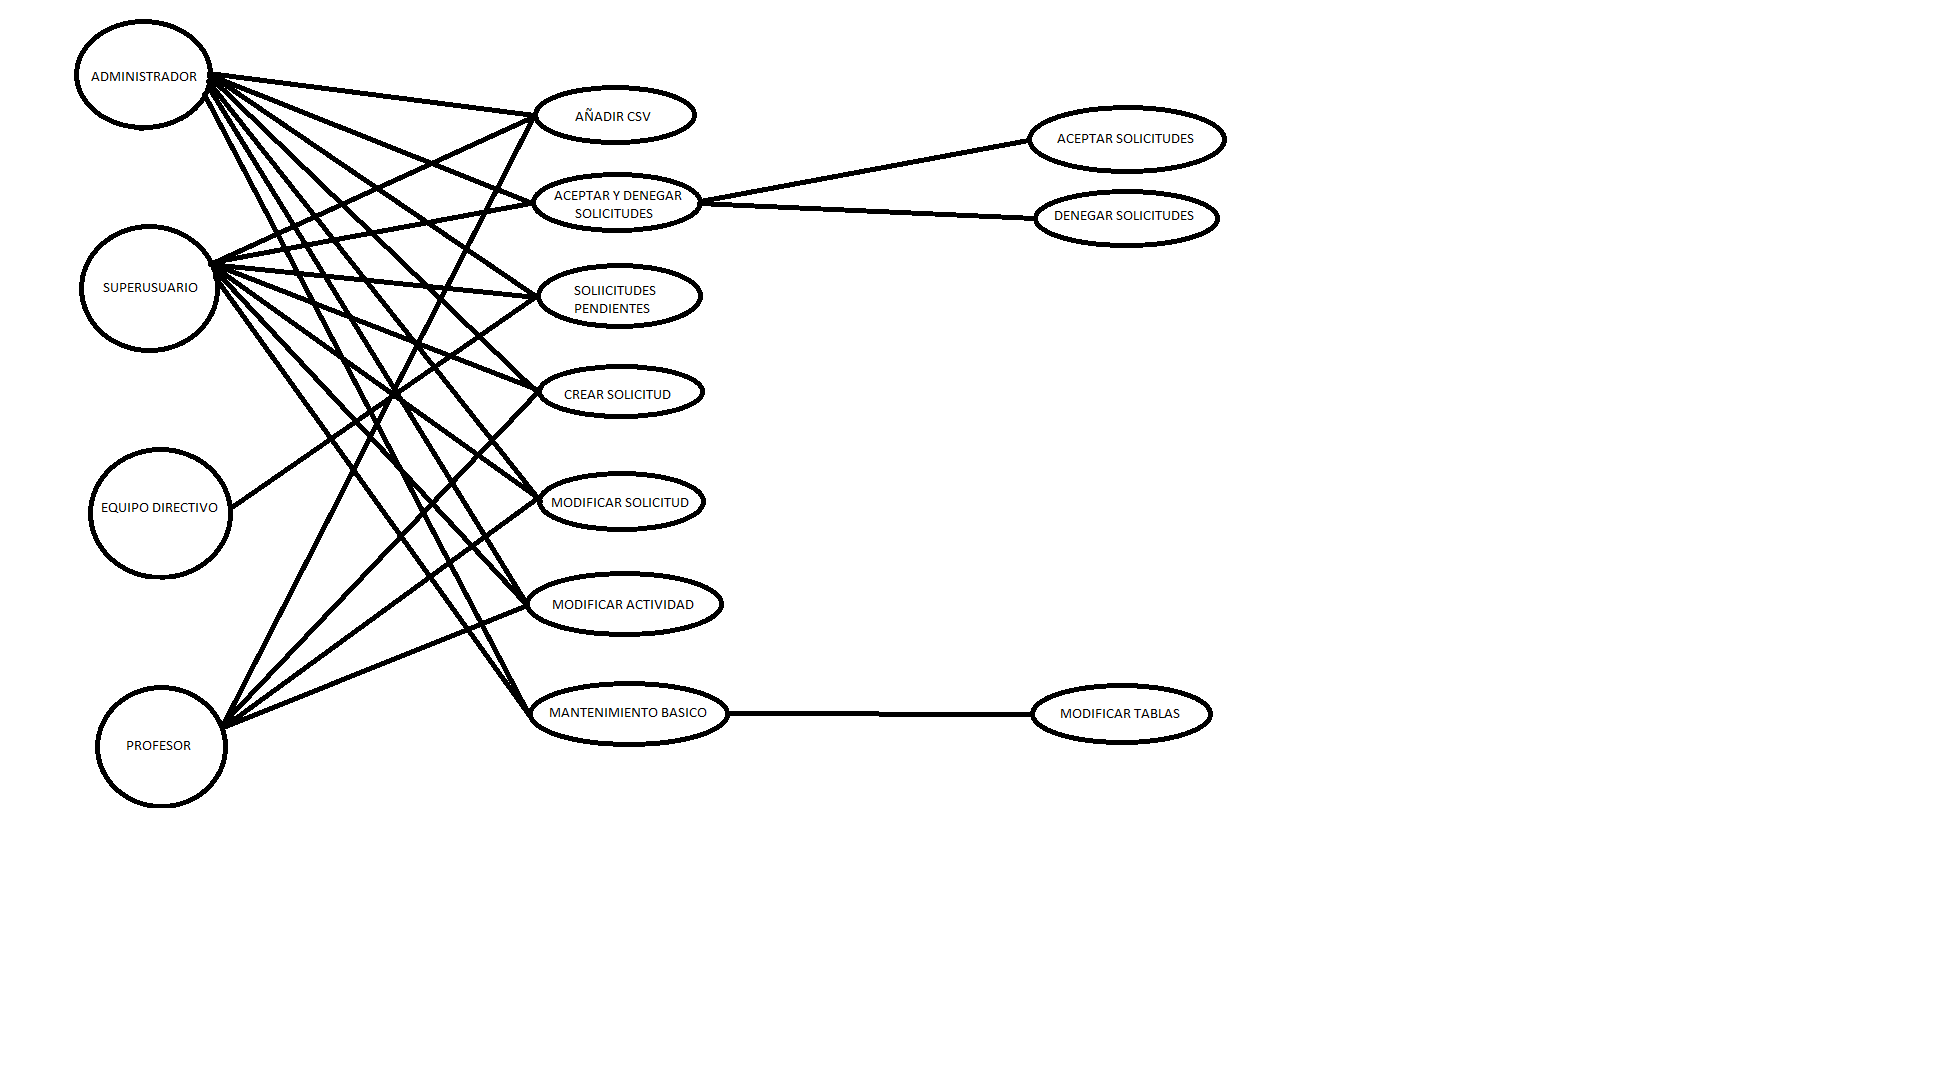 ADMINISTRADOR
SUPERUSUARIO
EQUIPO DIRECTIVO
PROFESOR
AÑADIR CSV
ACEPTAR Y DENEGAR
SOLICITUDES
SOLIICITUDES
PENDIENTES
CREAR SOLICITUD
MODIFICAR SOLICITUD
MODIFICAR ACTIVIDAD
MANTENIMIENTO BASICO
ACEPTAR SOLICITUDES
DENEGAR SOLICITUDES
MODIFICAR TABLAS